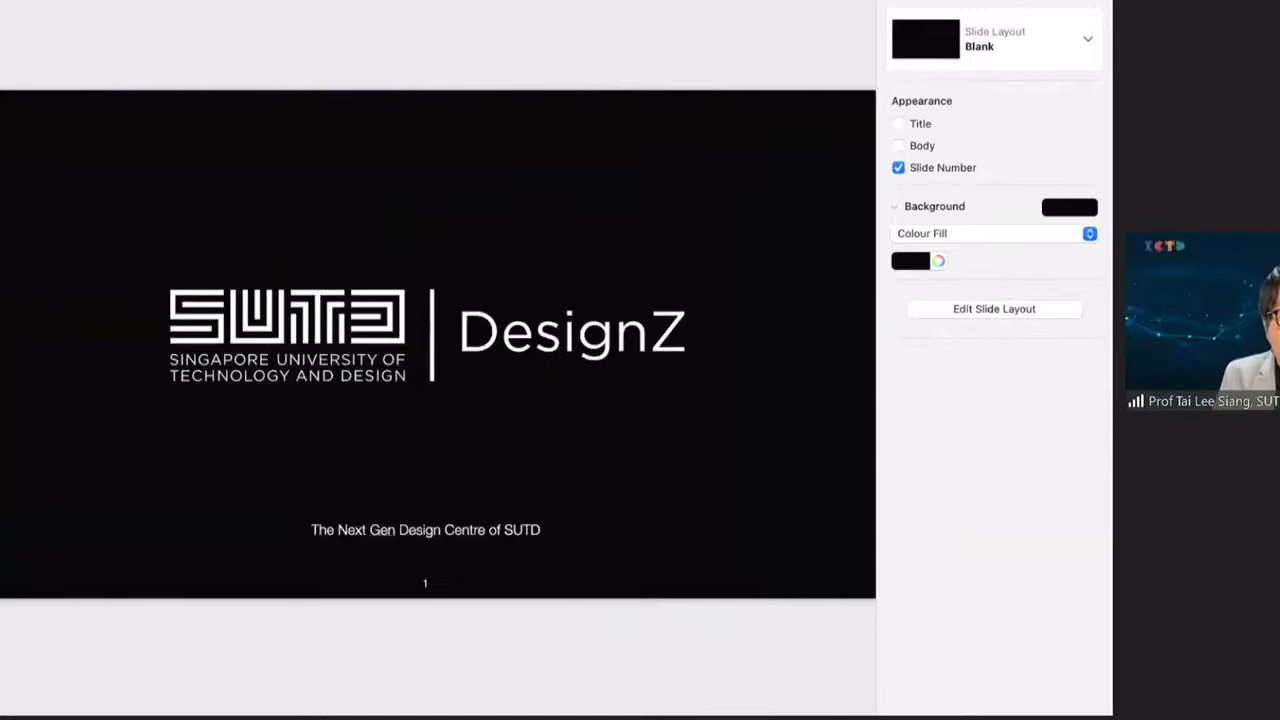 Slide Layout
Blank
Appearance
Title
Body
Slide Number
Background
Colour Fill
Edit Slide Layout
SUTD
SINGAPORE UNIVERSITY OF
TECHNOLOGY AND DESIGN
DesignZ
The Next Gen Design Centre of SUTD
1
ICTD
Prof Tai Lee Siang, SUT